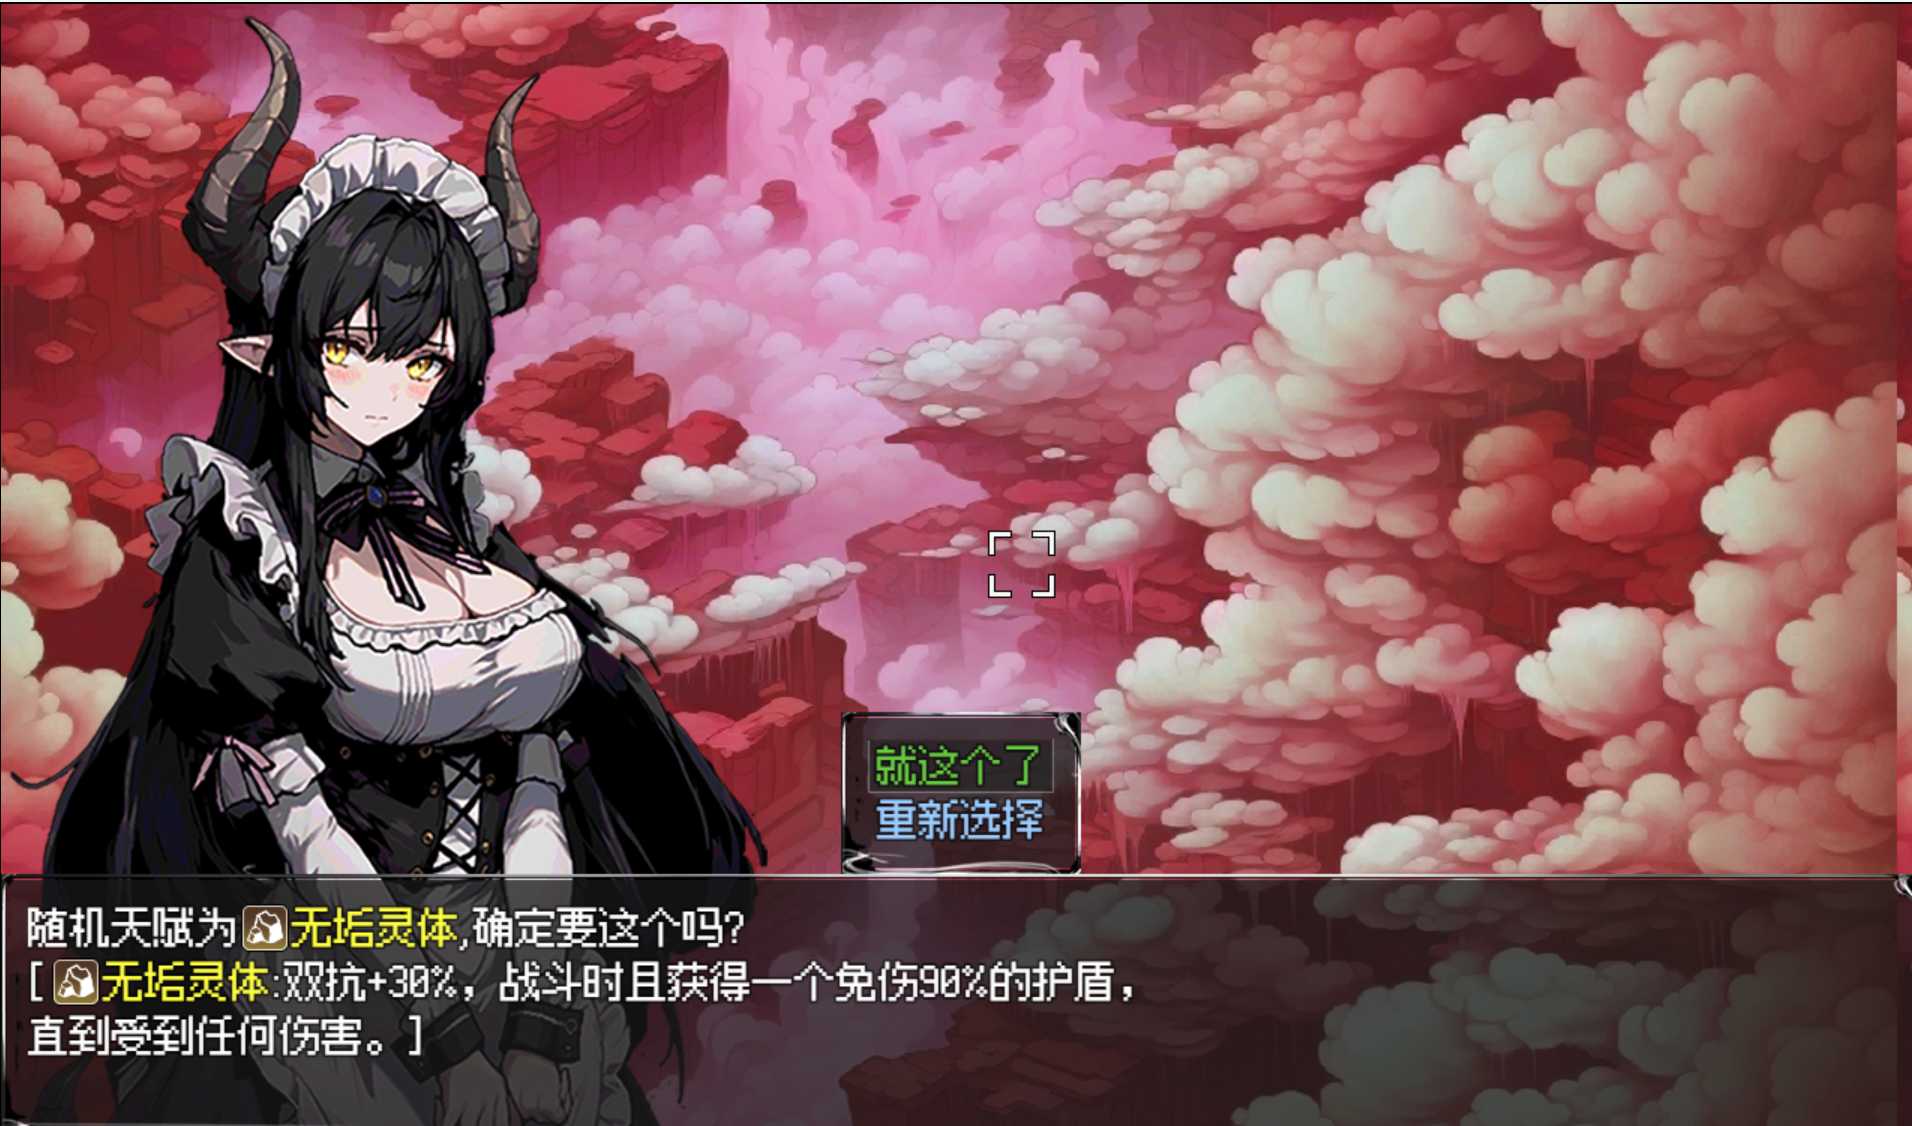 就这个了
重新选择
随机天赋为无垢灵体,确定要这个吗?
[无垢灵体:双抗+30%，战斗时且获得一个免伤90%的护盾，
直到受到任何伤害。]